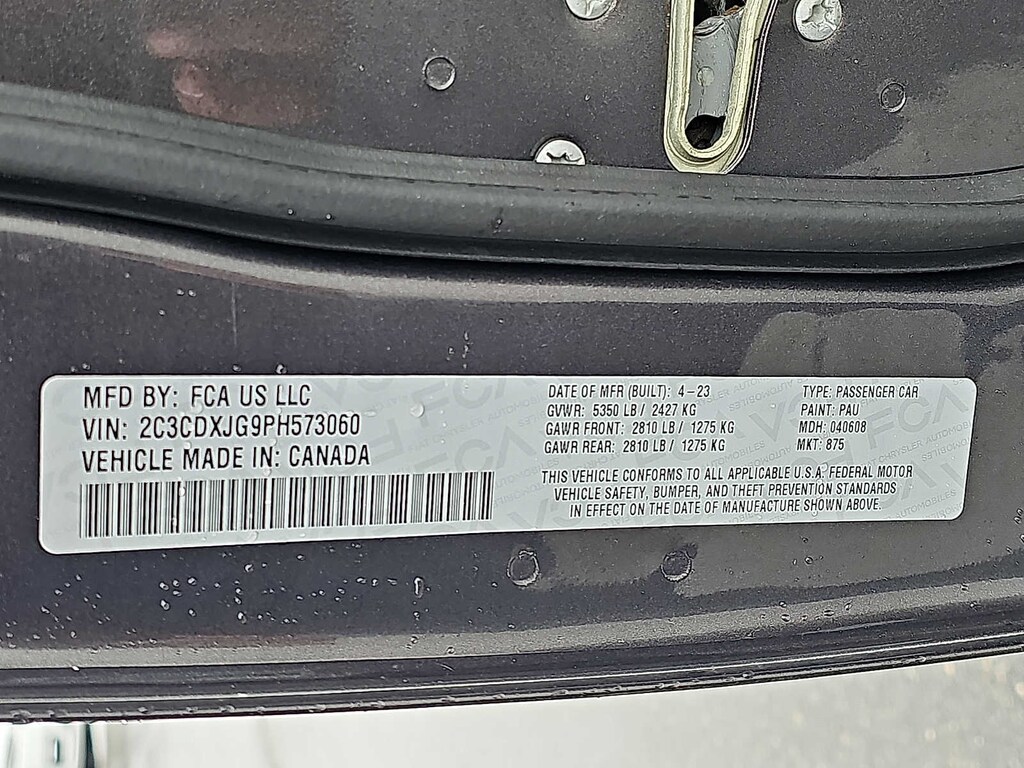 MFD BY: FCA US LLC
VIN: 2C3CDXJG9PH573060
VEHICLE MADE IN: CANADA
DATE OF MFR (BUILT): 4-23
GVWR: 5350 LB / 2427 KG
GAWR FRONT: 2810 LB / 1275 KG
GAWR REAR: 2810 LB / 1275 KG
TYPE: PASSENGER CAR
PAINT: PAU
MDH: 040608
MKT: 875
THIS VEHICLE CONFORMS TO ALL APPLICABLE U.S.A. FEDERAL MOTOR
VEHICLE SAFETY, BUMPER, AND THEFT PREVENTION STANDARDS
IN EFFECT ON THE DATE OF MANUFACTURE SHOWN ABOVE.